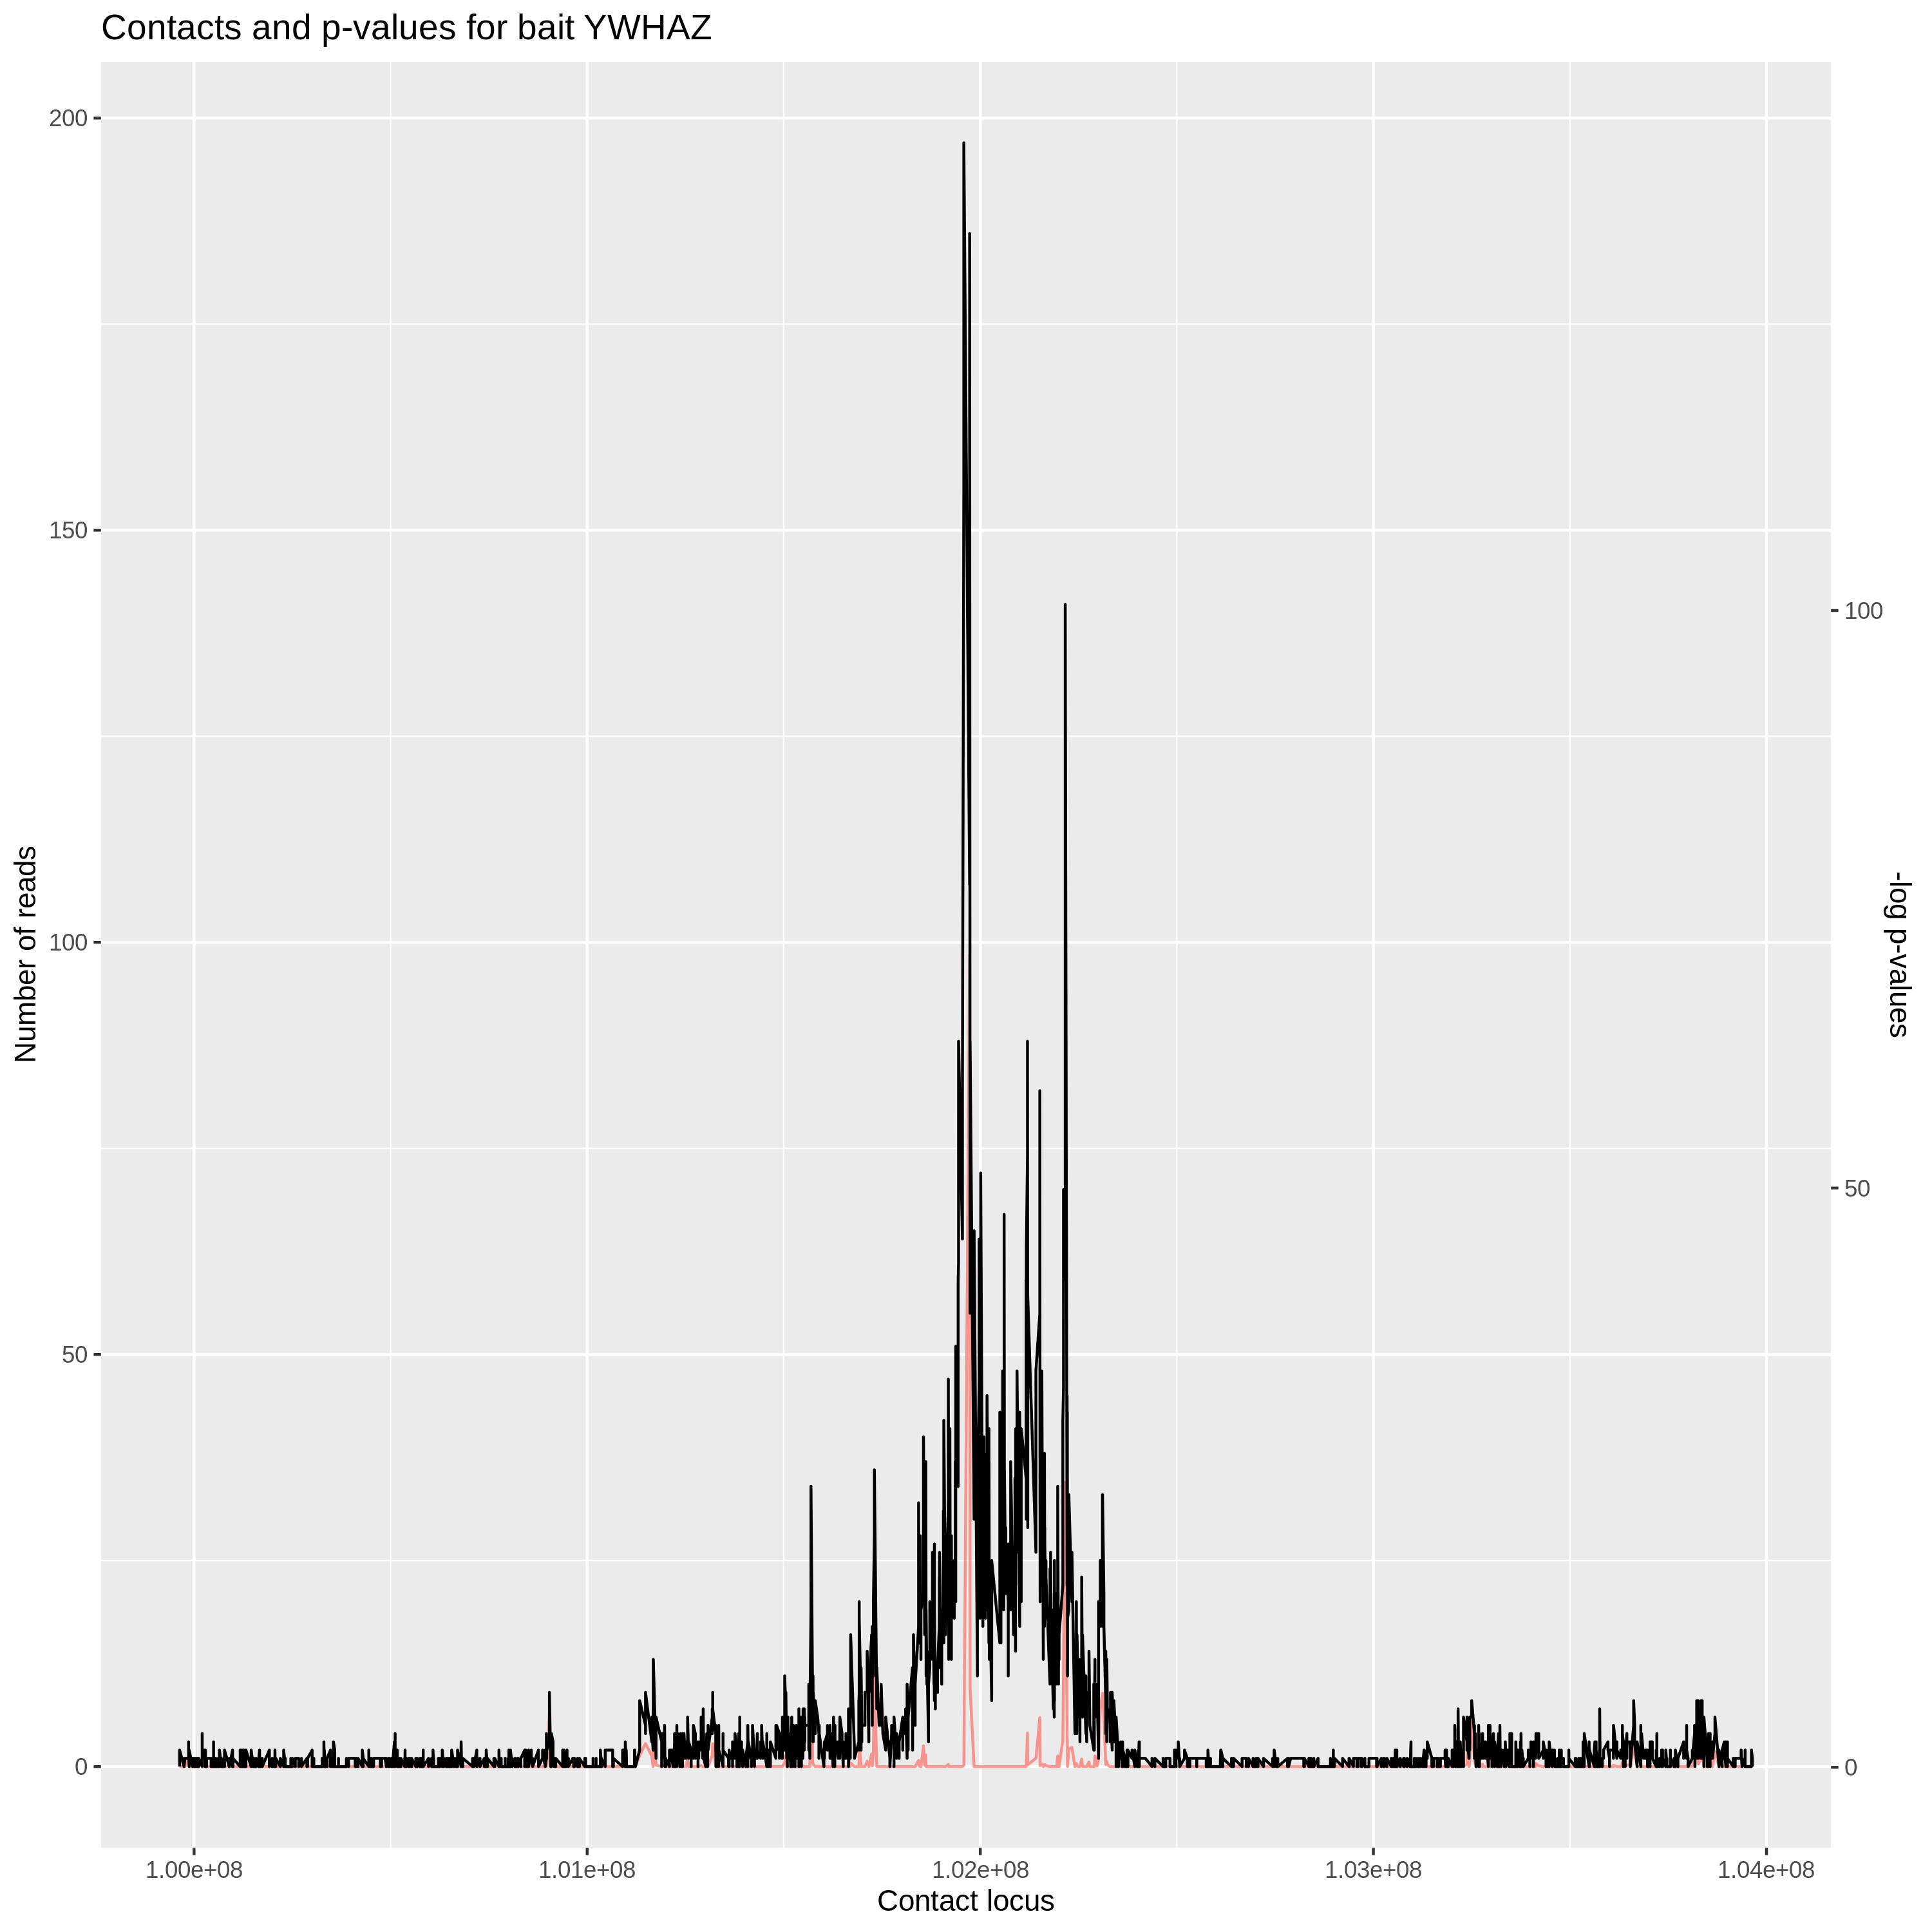 Contacts and p-values for bait YWHAZ
200
150
100
50
0
Number of reads
100
50
0
-log p-values
1.00e+08 1.01e+08 1.02e+08 1.03e+08 1.04e+08
Contact locus